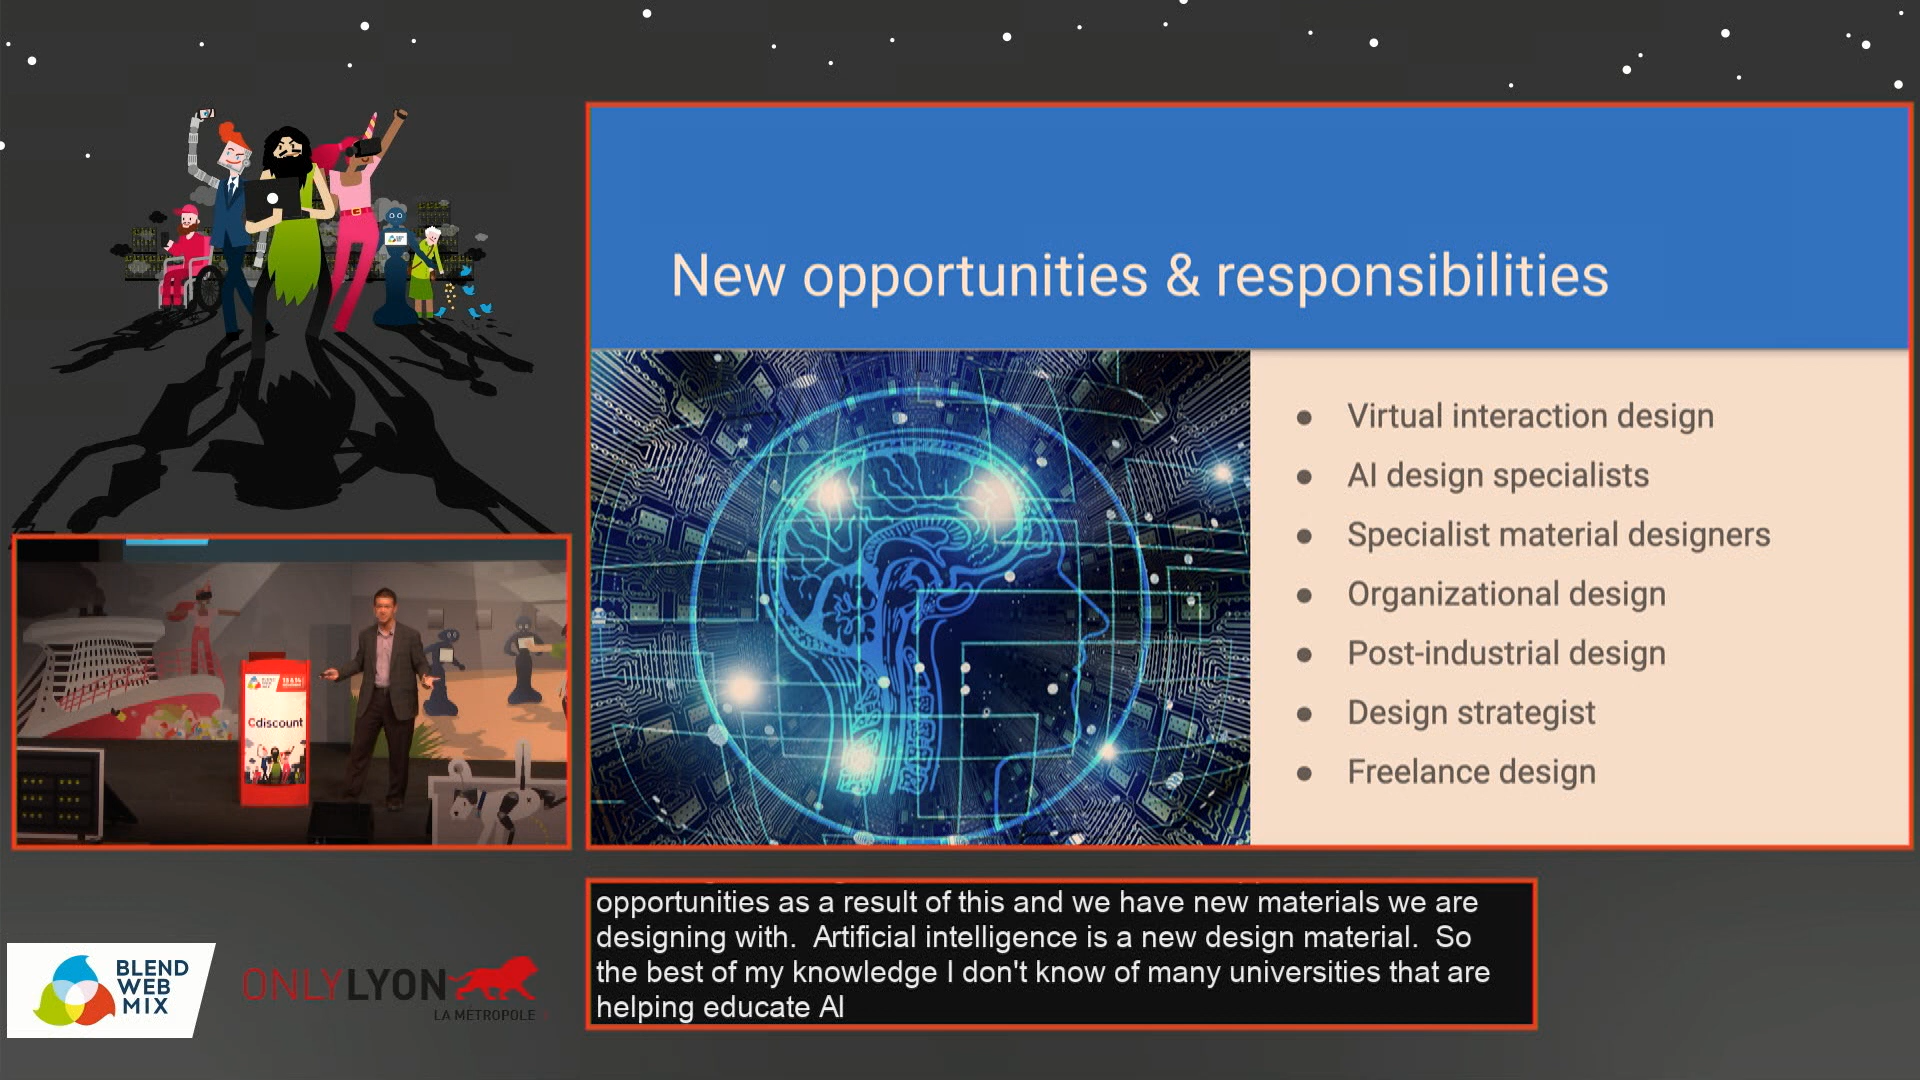 New opportunities & responsibilities
Virtual interaction design
AI design specialists
Specialist material designers
Organizational design
Post-industrial design
Design strategist
Freelance design
Cdiscount
opportunities as a result of this and we have new materials we are
designing with. Artificial intelligence is a new design material. So
the best of my knowledge I don't know of many universities that are
helping educate AI
BLEND
WEB
MIX
ONLYLYON
LA MÉTROPOLE